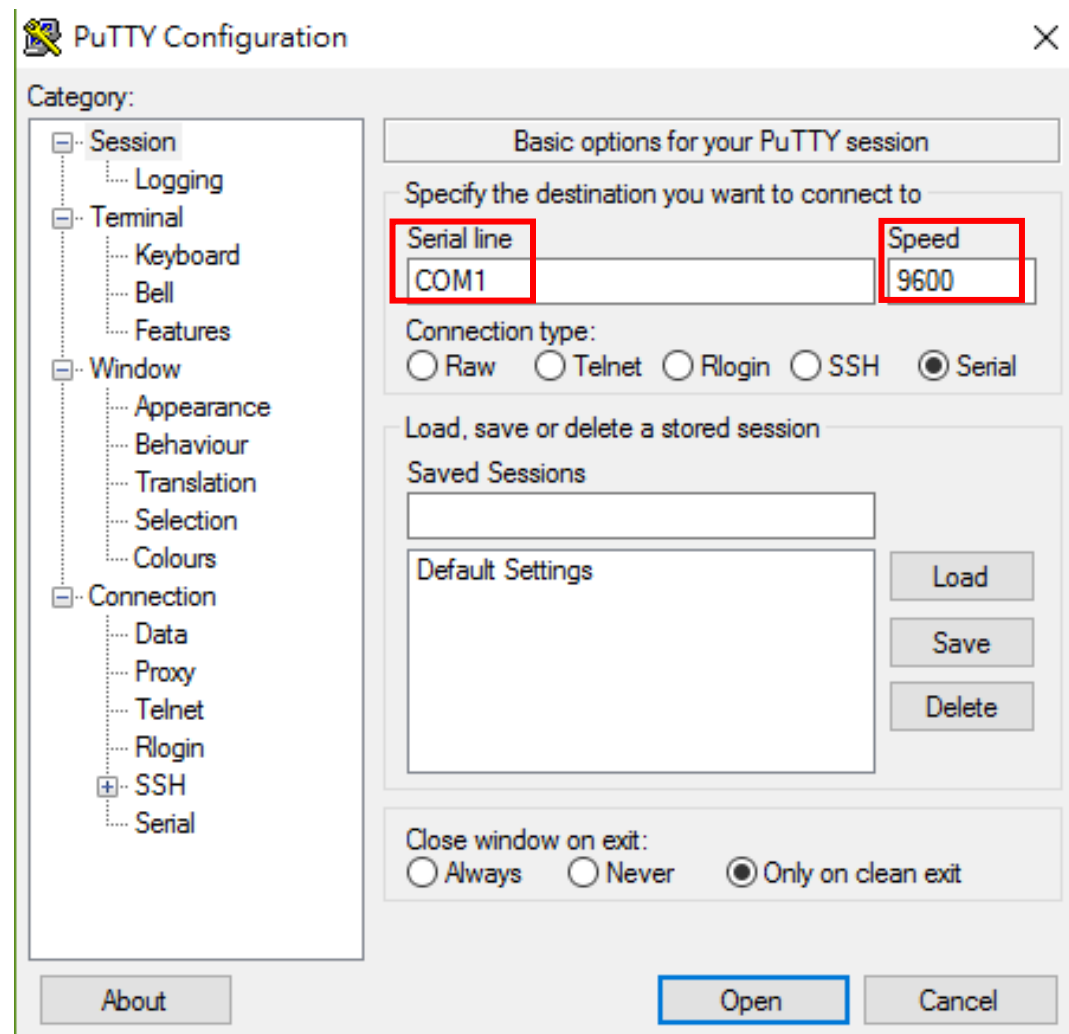 PuTTY Configuration
Category:
Session
Logging
Terminal
Keyboard
Bell
Features
Window
Appearance
Behaviour
Translation
Selection
Colours
Connection
Data
Proxy
Telnet
Rlogin
SSH
Serial
Basic options for your PuTTY session
Specify the destination you want to connect to
Serial line Speed
COM1 9600
Connection type:
Raw Telnet Rlogin SSH Serial
Load, save or delete a stored session
Saved Sessions
Default Settings
Load
Save
Delete
Close window on exit:
Always Never Only on clean exit
About Open Cancel